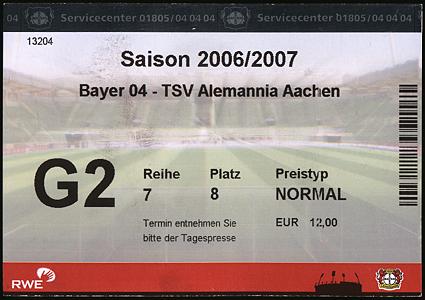 04 Servicecenter 01805/04 04 04 Servicecenter 01805/04 04 04
13204
Saison 2006/2007
Bayer 04 - TSV Alemannia Aachen
G2
Reihe Platz Preistyp
7 8 NORMAL
Termin entnehmen Sie EUR 12,00
bitte der Tagespresse
RWE